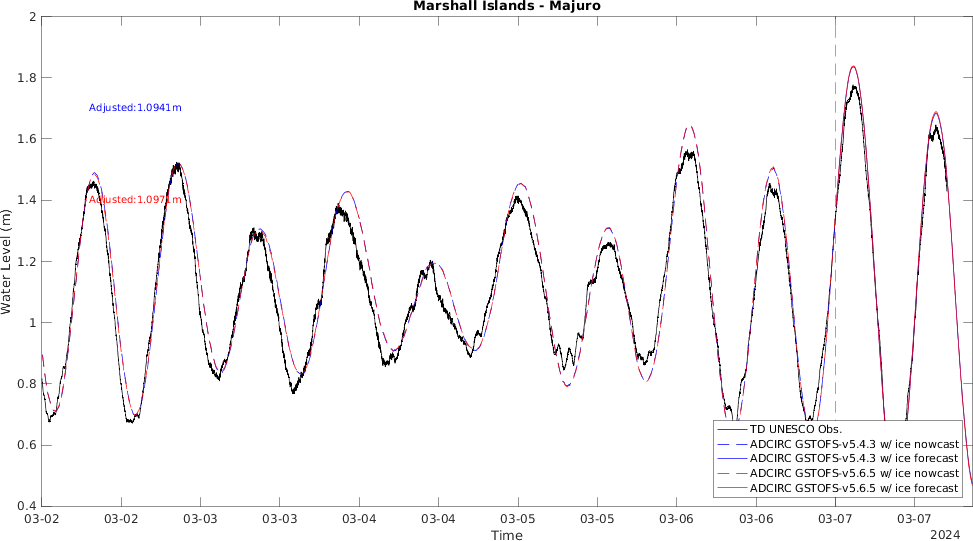 Marshall Islands - Majuro
2
1.8
1.6
1.4
1.2
1
0.8
0.6
0.4
Water Level (m)
Adjusted:1.0941m
Adjusted:1.0971m
TD UNESCO Obs.
ADCIRC GSTOFS-v5.4.3 w/ ice nowcast
ADCIRC GSTOFS-v5.4.3 w/ ice forecast
ADCIRC GSTOFS-v5.6.5 w/ ice nowcast
ADCIRC GSTOFS-v5.6.5 w/ ice forecast
03-02 03-02 03-03 03-03 03-04 03-04 03-05 03-05 03-06 03-06 03-07 03-07
Time
2024